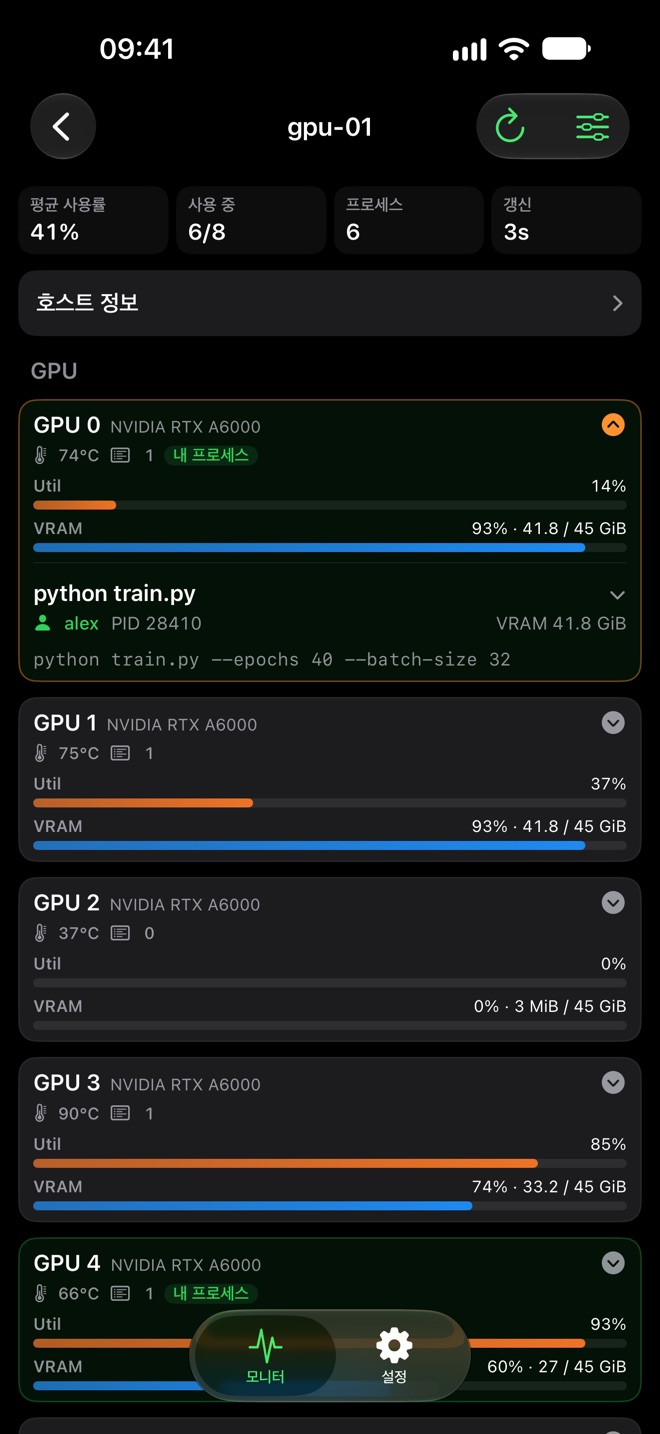 09:41
gpu-01
평균 사용률 사용 중 프로세스 갱신
41% 6/8 6 3s
호스트 정보
GPU
GPU 0 NVIDIA RTX A6000
74°C 1 내 프로세스
Util 14%
VRAM 93% · 41.8 / 45 GiB
python train.py
alex PID 28410 VRAM 41.8 GiB
python train.py --epochs 40 --batch-size 32
GPU 1 NVIDIA RTX A6000
75°C 1
Util 37%
VRAM 93% · 41.8 / 45 GiB
GPU 2 NVIDIA RTX A6000
37°C 0
Util 0%
VRAM 0% · 3 MiB / 45 GiB
GPU 3 NVIDIA RTX A6000
90°C 1
Util 85%
VRAM 74% · 33.2 / 45 GiB
GPU 4 NVIDIA RTX A6000
66°C 1 내 프로세스
Util 93%
VRAM 60% · 27 / 45 GiB
모니터 설정